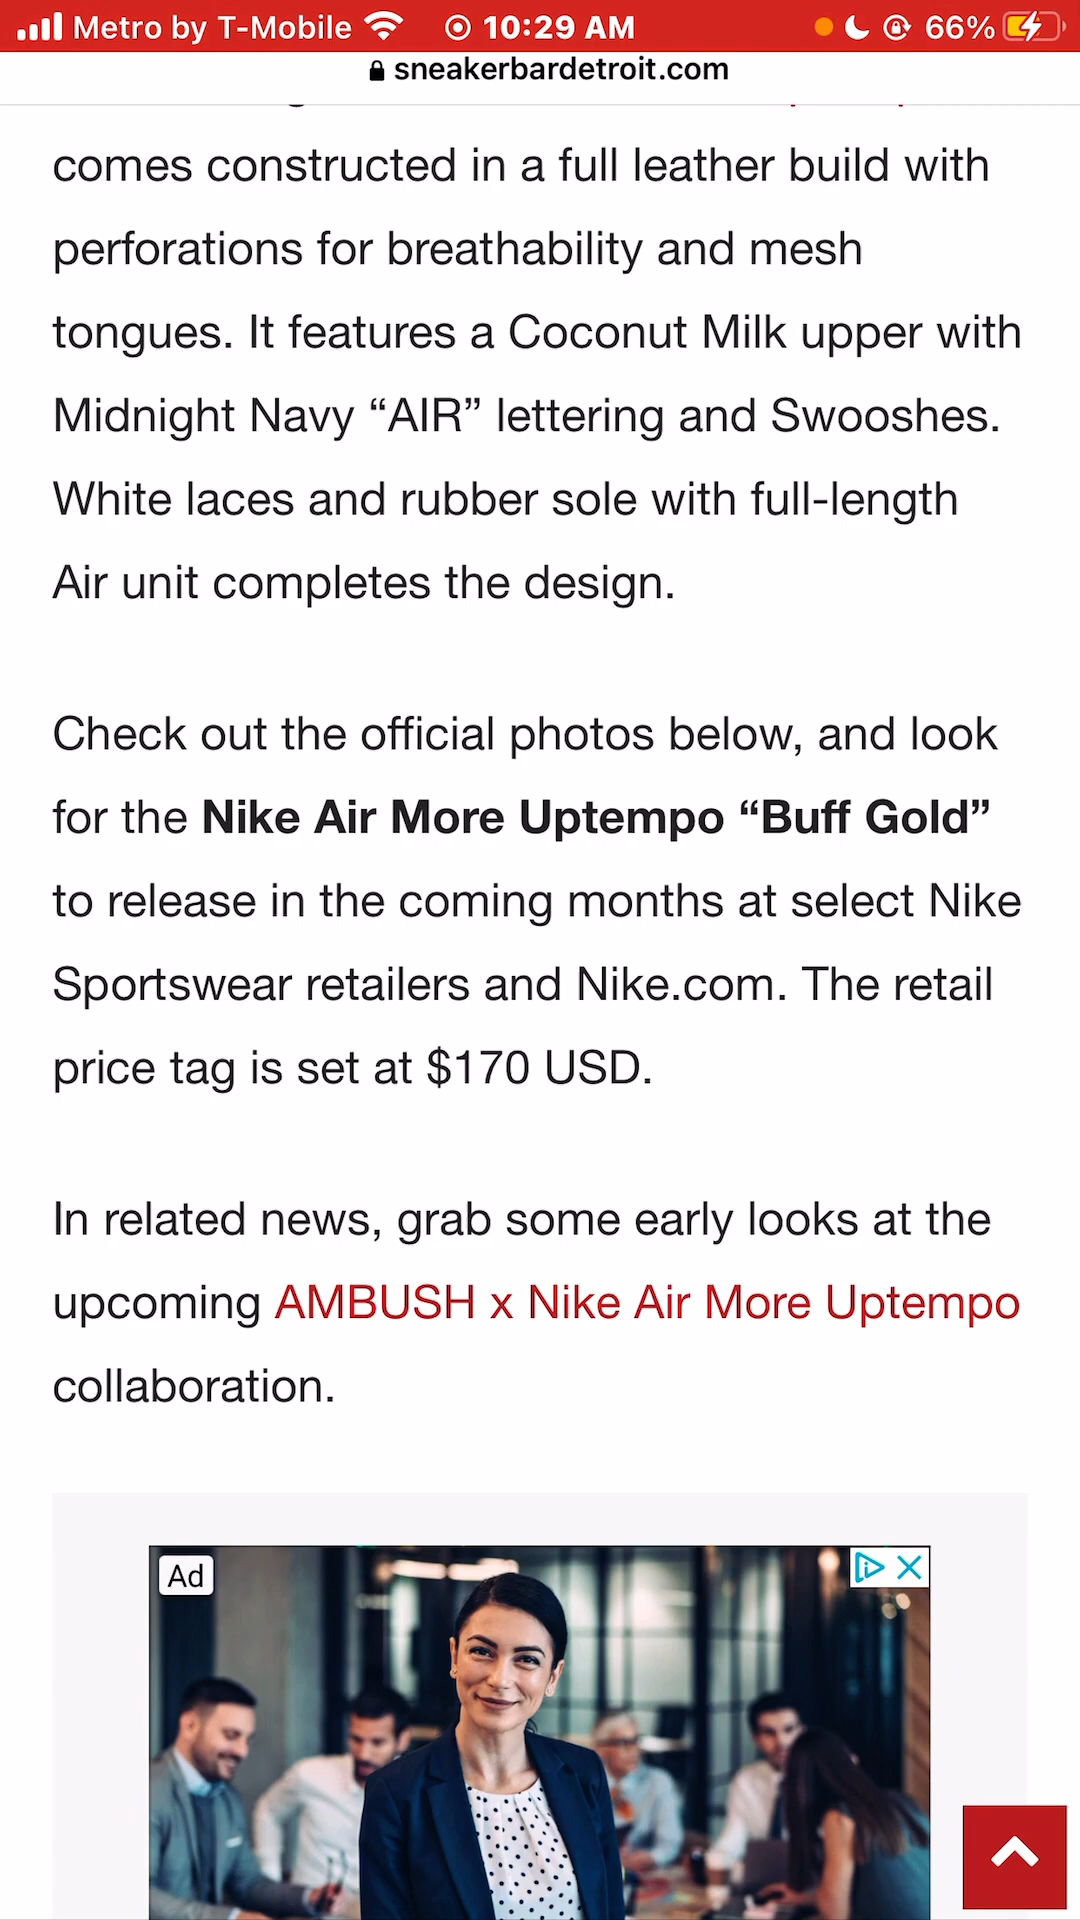 Metro by T-Mobile 10:29 AM 66%
sneakerbardetroit.com
comes constructed in a full leather build with
perforations for breathability and mesh
tongues. It features a Coconut Milk upper with
Midnight Navy “AIR” lettering and Swooshes.
White laces and rubber sole with full-length
Air unit completes the design.
Check out the official photos below, and look
for the Nike Air More Uptempo “Buff Gold”
to release in the coming months at select Nike
Sportswear retailers and Nike.com. The retail
price tag is set at $170 USD.
In related news, grab some early looks at the
upcoming AMBUSH x Nike Air More Uptempo
collaboration.
Ad